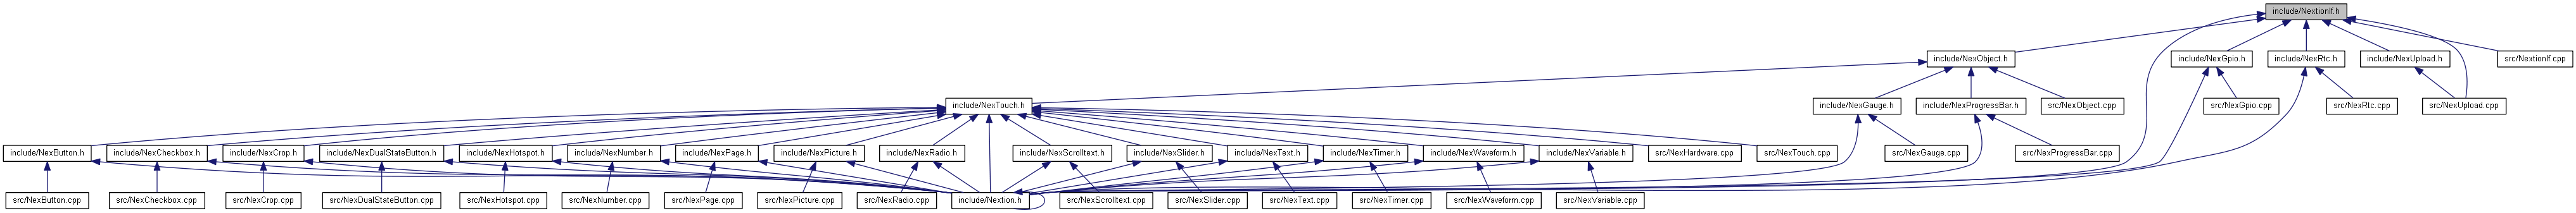 include/NextionIf.h
include/NexObject.h
include/NexGpio.h
include/NexRtc.h
include/NexUpload.h
src/NextionIf.cpp
include/NexTouch.h
include/NexGauge.h
include/NexProgressBar.h
src/NexObject.cpp
src/NexGpio.cpp
src/NexRtc.cpp
src/NexUpload.cpp
include/NexButton.h
include/NexCheckbox.h
include/NexCrop.h
include/NexDualStateButton.h
include/NexHotspot.h
include/NexNumber.h
include/NexPage.h
include/NexPicture.h
include/NexRadio.h
include/NexScrolltext.h
include/NexSlider.h
include/NexText.h
include/NexTimer.h
include/NexWaveform.h
include/NexVariable.h
src/NexHardware.cpp
src/NexTouch.cpp
src/NexGauge.cpp
src/NexProgressBar.cpp
src/NexButton.cpp
src/NexCheckbox.cpp
src/NexCrop.cpp
src/NexDualStateButton.cpp
src/NexHotspot.cpp
src/NexNumber.cpp
src/NexPage.cpp
src/NexPicture.cpp
src/NexRadio.cpp
include/Nextion.h
src/NexScrolltext.cpp
src/NexSlider.cpp
src/NexText.cpp
src/NexTimer.cpp
src/NexWaveform.cpp
src/NexVariable.cpp